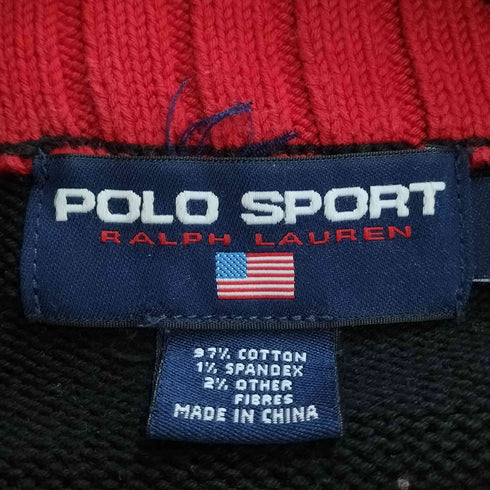 POLO SPORT
RALPH LAUREN
97% COTTON
1% SPANDEX
2% OTHER
FIBRES
MADE IN CHINA